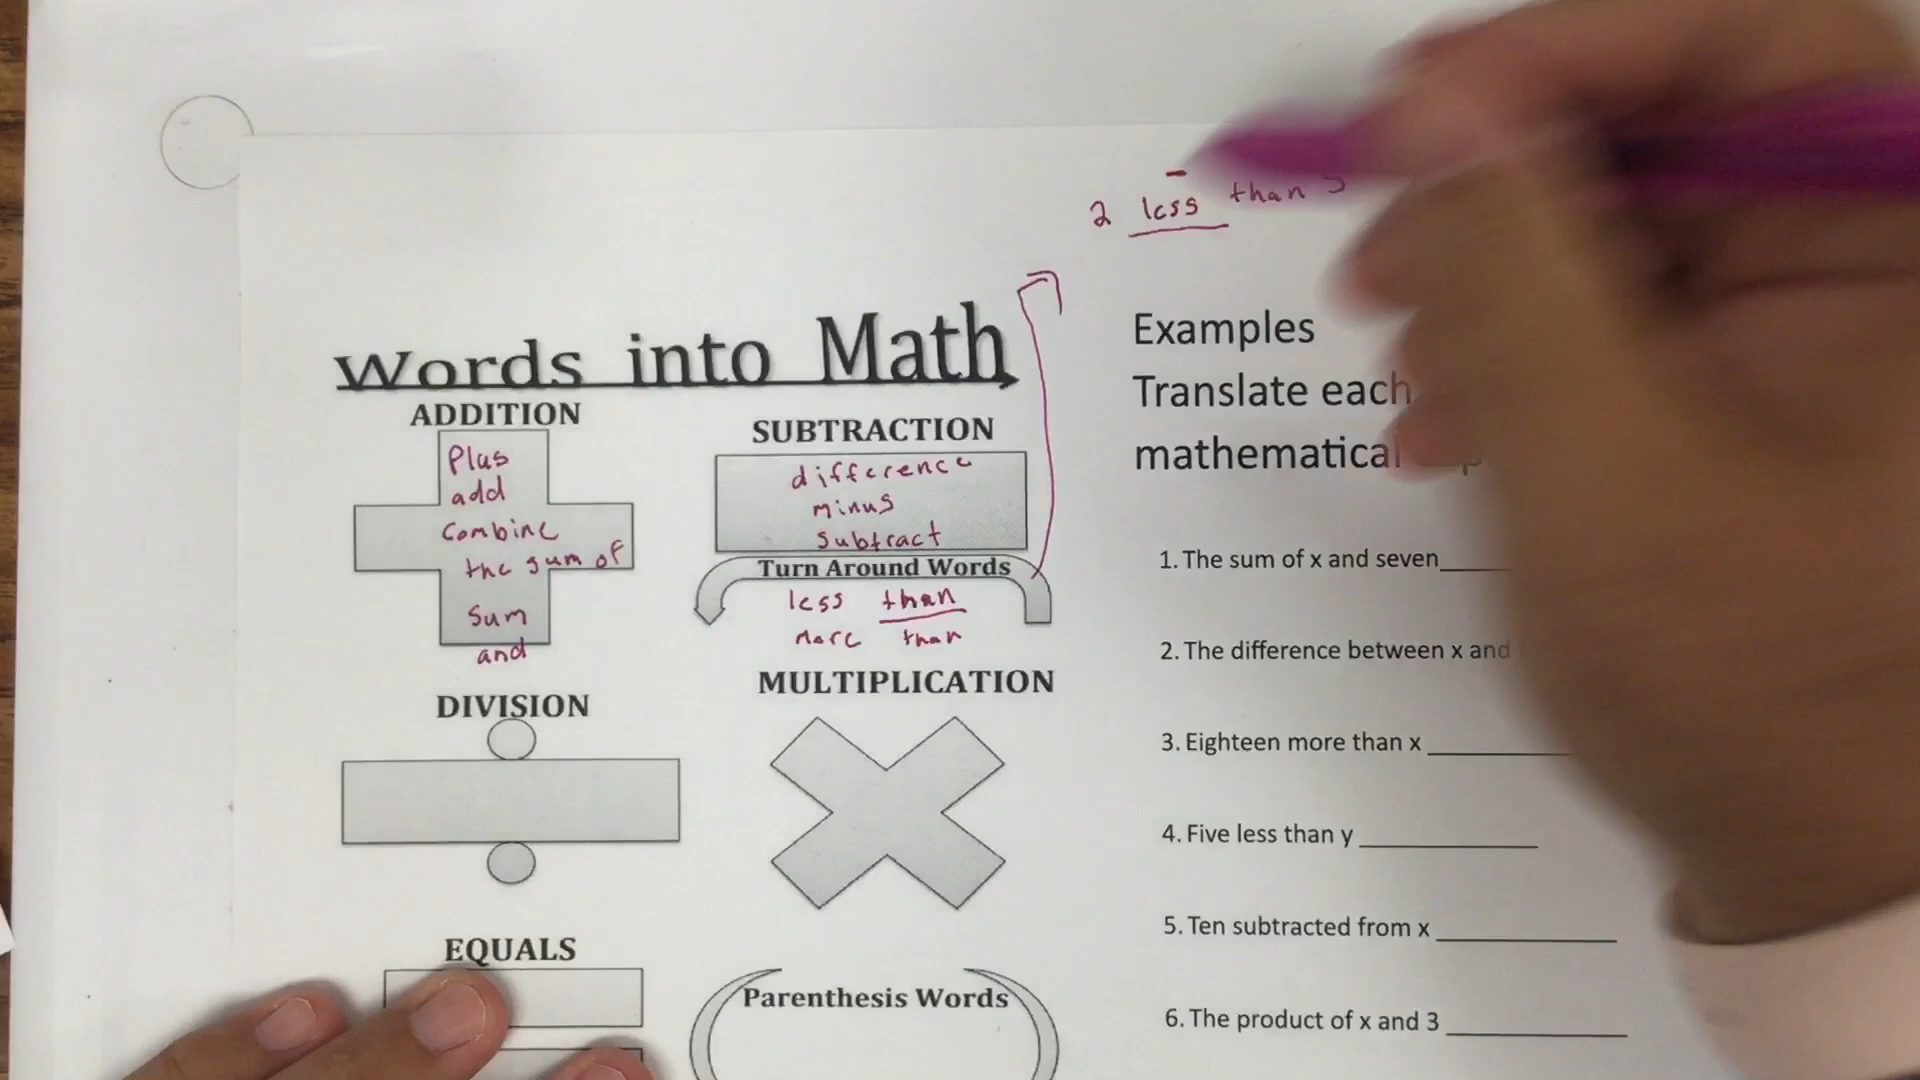 2 less than
Words into Math
ADDITION
Plus
add
Combine
the sum of
Sum
and
SUBTRACTION
difference
minus
subtract
Turn Around Words
less than
more than
DIVISION
MULTIPLICATION
EQUALS
Parenthesis Words
Examples
Translate each
mathematical
1. The sum of x and seven
2. The difference between x and
3. Eighteen more than x
4. Five less than y
5. Ten subtracted from x
6. The product of x and 3